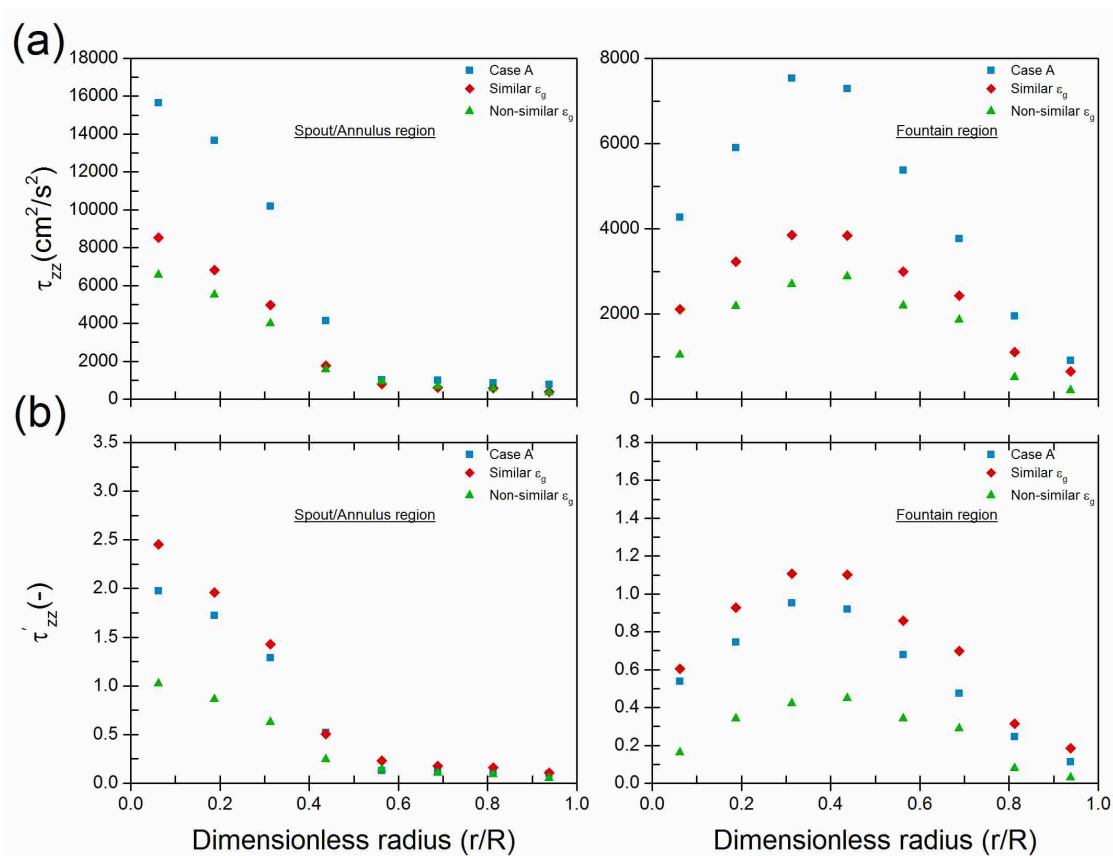 (a)
18000
16000
14000
12000
10000
8000
6000
4000
2000
0
τzz(cm²/s²)
Case A
Similar εg
Non-similar εg
Spout/Annulus region
8000
6000
4000
2000
0
Case A
Similar εg
Non-similar εg
Fountain region
(b)
3.5
3.0
2.5
2.0
1.5
1.0
0.5
0.0
τ'zz(-)
Case A
Similar εg
Non-similar εg
Spout/Annulus region
0.0 0.2 0.4 0.6 0.8 1.0
Dimensionless radius (r/R)
1.8
1.6
1.4
1.2
1.0
0.8
0.6
0.4
0.2
0.0
Case A
Similar εg
Non-similar εg
Fountain region
0.0 0.2 0.4 0.6 0.8 1.0
Dimensionless radius (r/R)